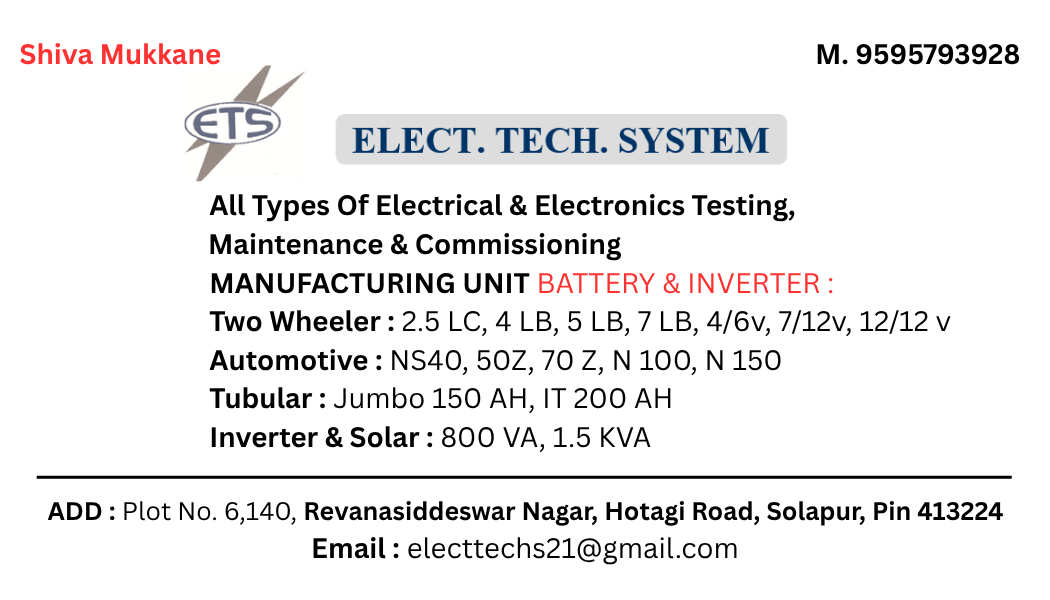 Shiva Mukkane
M. 9595793928
ETS
ELECT. TECH. SYSTEM
All Types Of Electrical & Electronics Testing,
Maintenance & Commissioning
MANUFACTURING UNIT BATTERY & INVERTER :
Two Wheeler : 2.5 LC, 4 LB, 5 LB, 7 LB, 4/6v, 7/12v, 12/12 v
Automotive : NS40, 50Z, 70 Z, N 100, N 150
Tubular : Jumbo 150 AH, IT 200 AH
Inverter & Solar : 800 VA, 1.5 KVA
ADD : Plot No. 6,140, Revanasiddeswar Nagar, Hotagi Road, Solapur, Pin 413224
Email : electtechs21@gmail.com